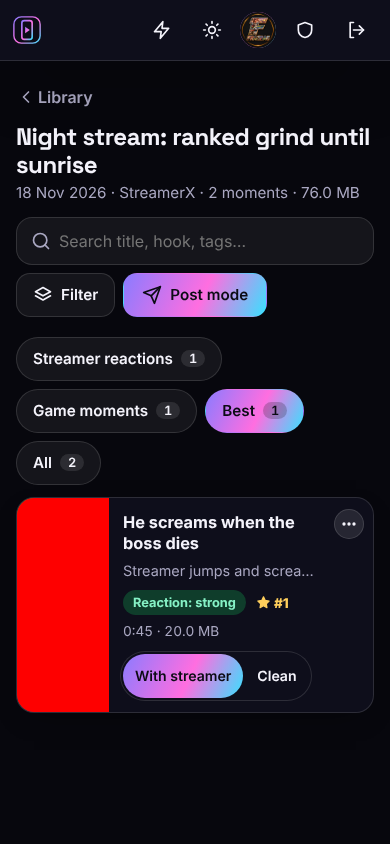 Library
Night stream: ranked grind until
sunrise
18 Nov 2026 · StreamerX · 2 moments · 76.0 MB
Search title, hook, tags...
Filter
Post mode
Streamer reactions 1
Game moments 1
Best 1
All 2
He screams when the
boss dies
Streamer jumps and screa...
Reaction: strong
#1
0:45 · 20.0 MB
With streamer
Clean